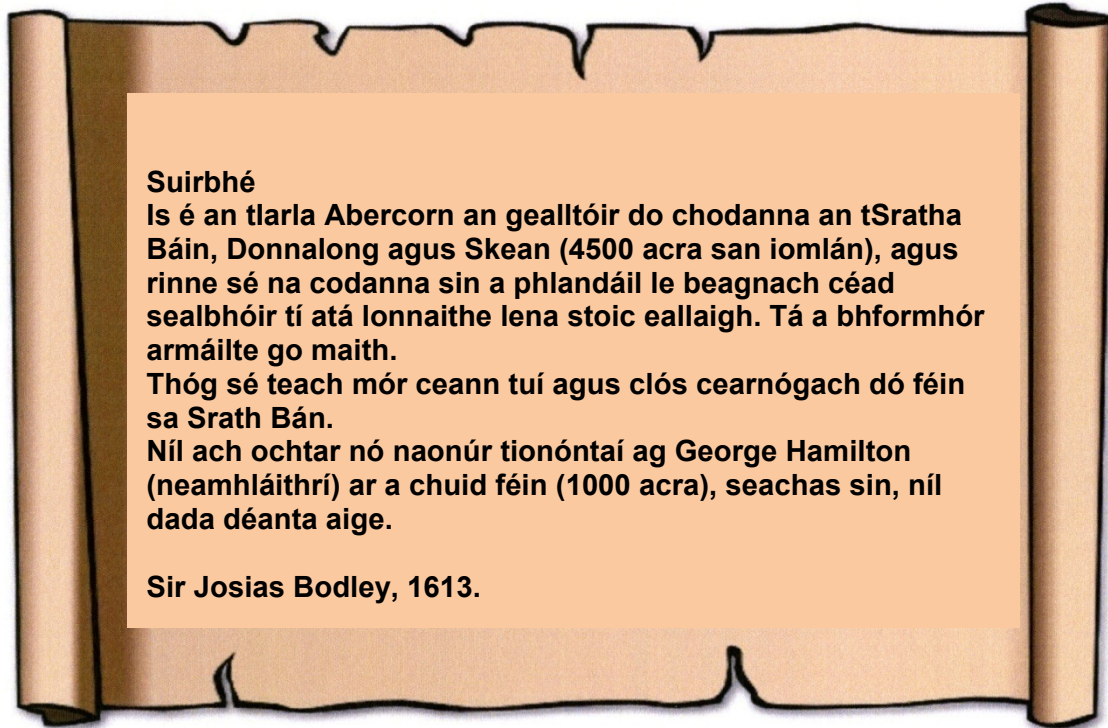 Suirbhé
Is é an tIarla Abercorn an gealltóir do chodanna an tSratha
Báin, Donnalong agus Skean (4500 acra san iomlán), agus
rinne sé na codanna sin a phlandáil le beagnach céad
sealbhóir tí atá lonnaithe lena stoic eallaigh. Tá a bhformhór
armáilte go maith.
Thóg sé teach mór ceann tuí agus clós cearnógach dó féin
sa Srath Bán.
Níl ach ochtar nó naonúr tionóntaí ag George Hamilton
(neamhláithrí) ar a chuid féin (1000 acra), seachas sin, níl
dada déanta aige.
Sir Josias Bodley, 1613.